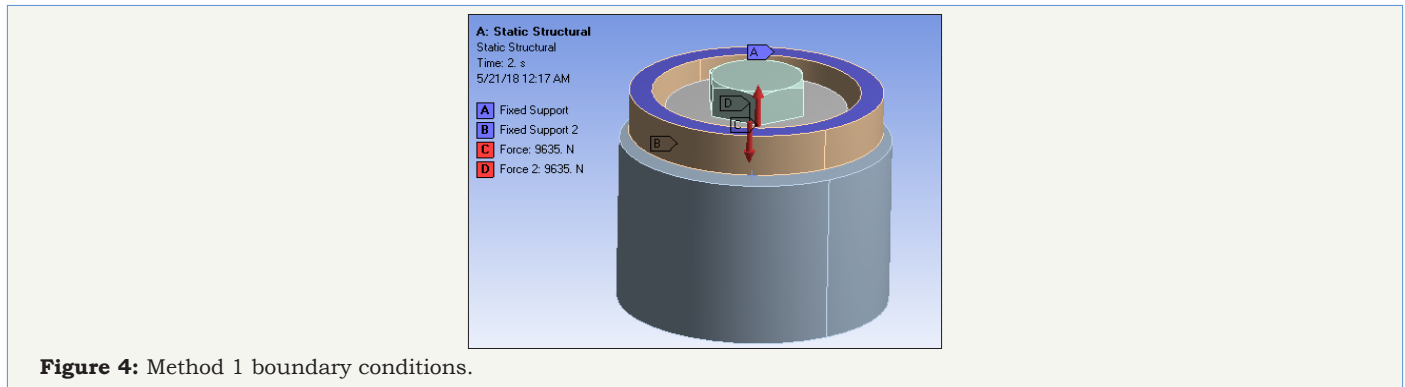 A: Static Structural
Static Structural
Time: 2. s
5/21/18 12:17 AM
A Fixed Support
B Fixed Support 2
C Force: 9635. N
D Force 2: 9635. N
A
D
C
B
Figure 4: Method 1 boundary conditions.